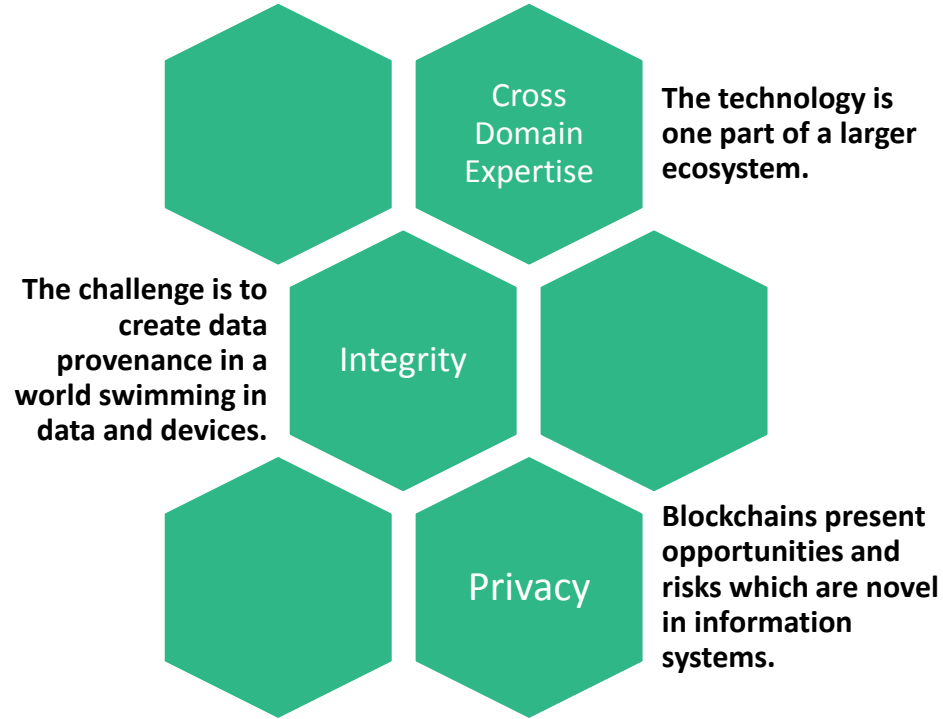 Cross
Domain
Expertise
The technology is
one part of a larger
ecosystem.
The challenge is to
create data
provenance in a
world swimming in
data and devices.
Integrity
Privacy
Blockchains present
opportunities and
risks which are novel
in information
systems.